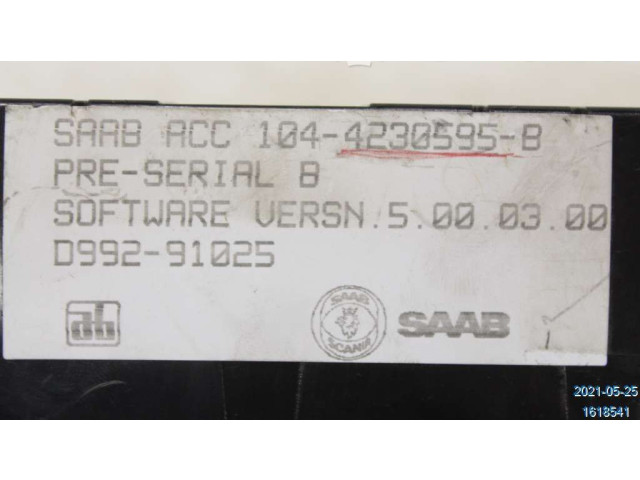 SAAB ACC 104-4230595-B
PRE-SERIAL B
SOFTWARE VERSN.5.00.03.00
D992-91025
ab
SAAB
SCANIA
SAAB
2021-05-25
1618541